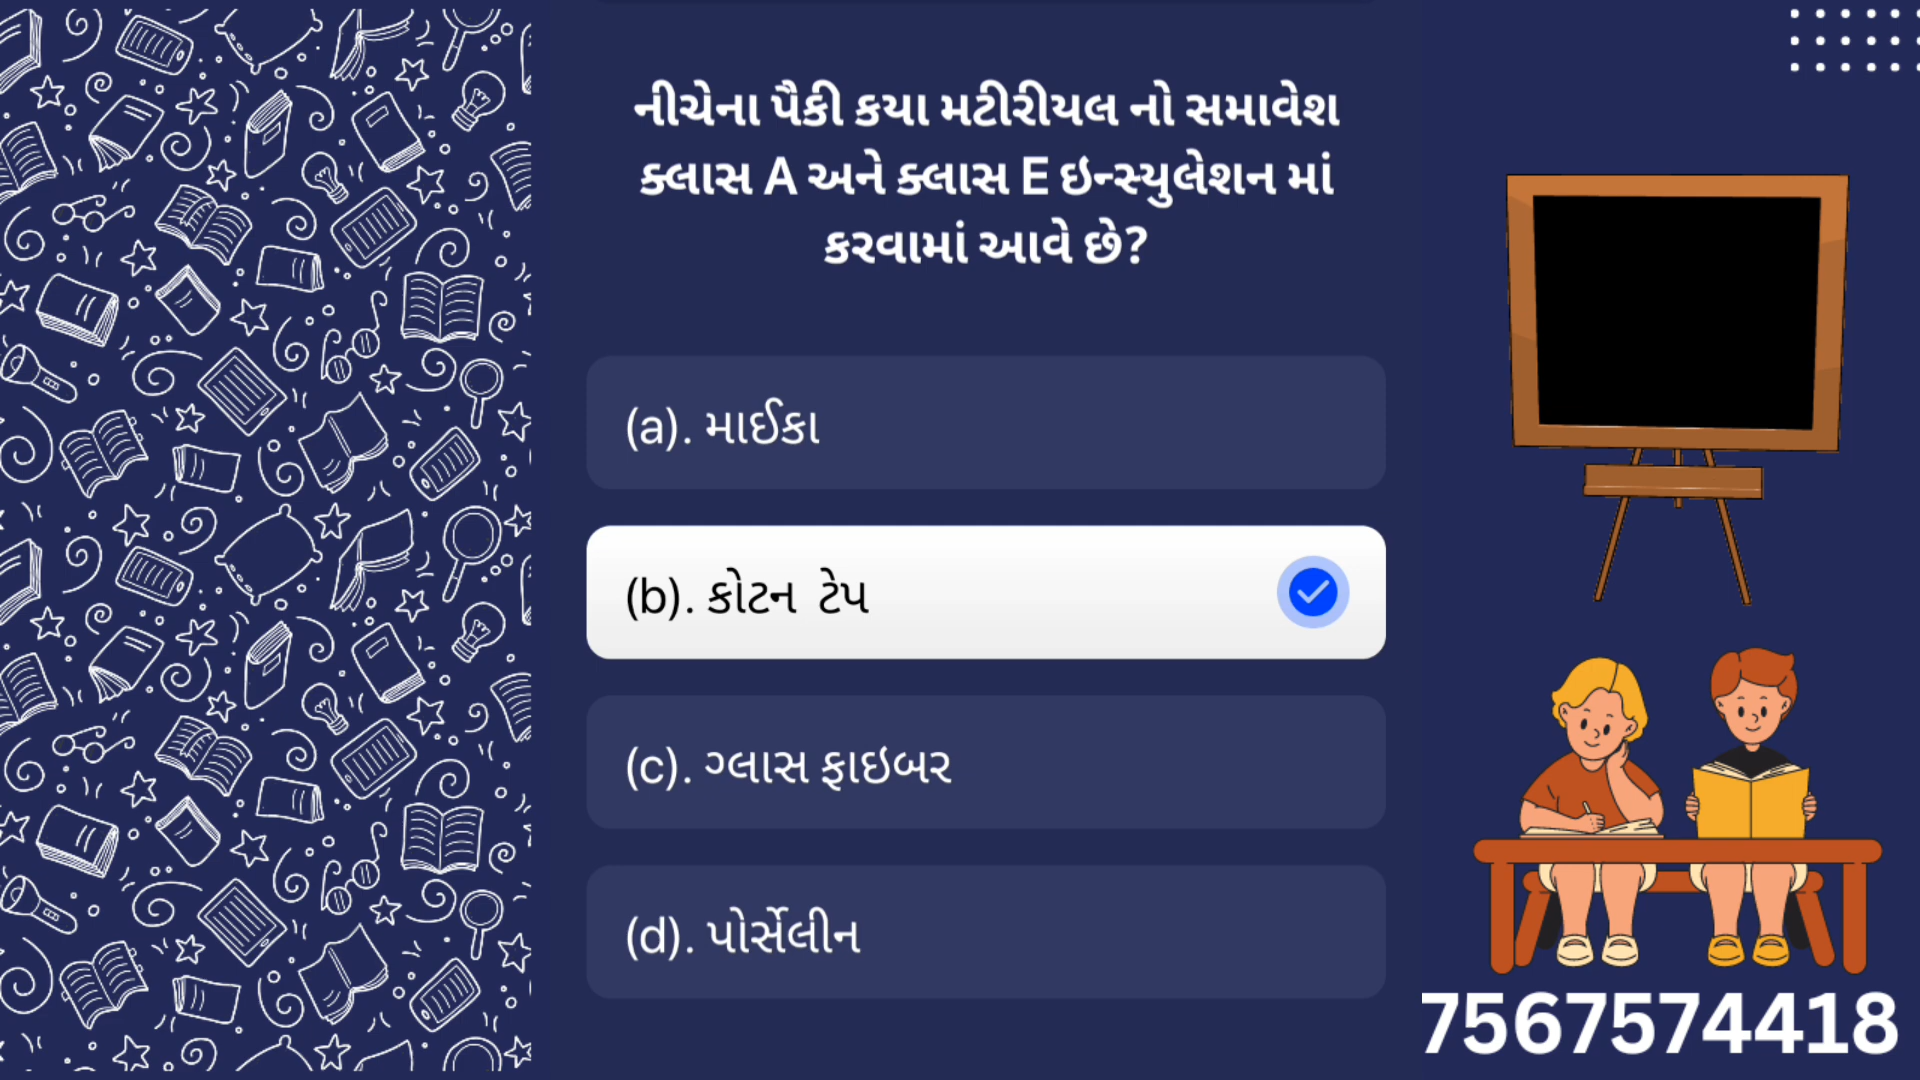 નીચેના પૈકી કયા મટીરીયલ નો સમાવેશ
ક્લાસ A અને ક્લાસ E ઇન્સ્યુલેશન માં
કરવામાં આવે છે?
(a). માઈકા
(b). કોટન ટેપ
(c). ગ્લાસ ફાઇબર
(d). પોર્સેલીન
7567574418